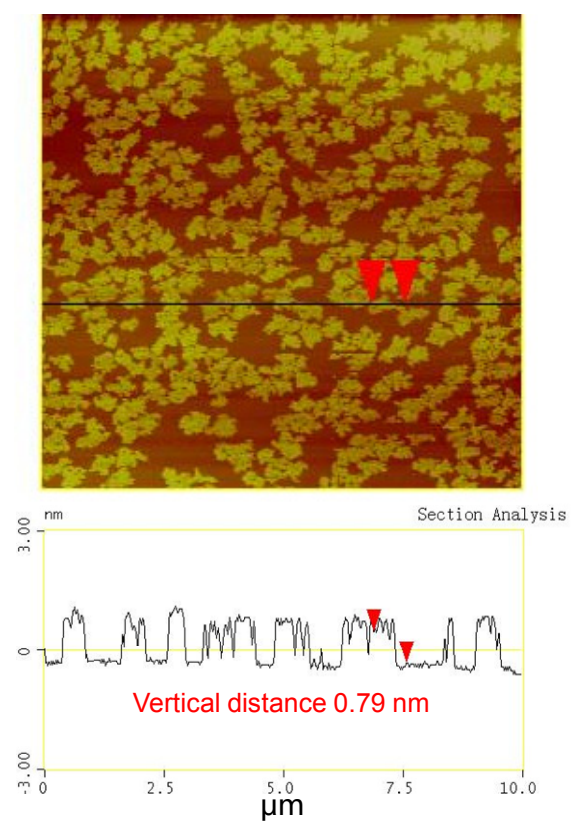 nm
Section Analysis
3.00
0
-3.00
Vertical distance 0.79 nm
0
2.5
5.0
7.5
10.0
μm